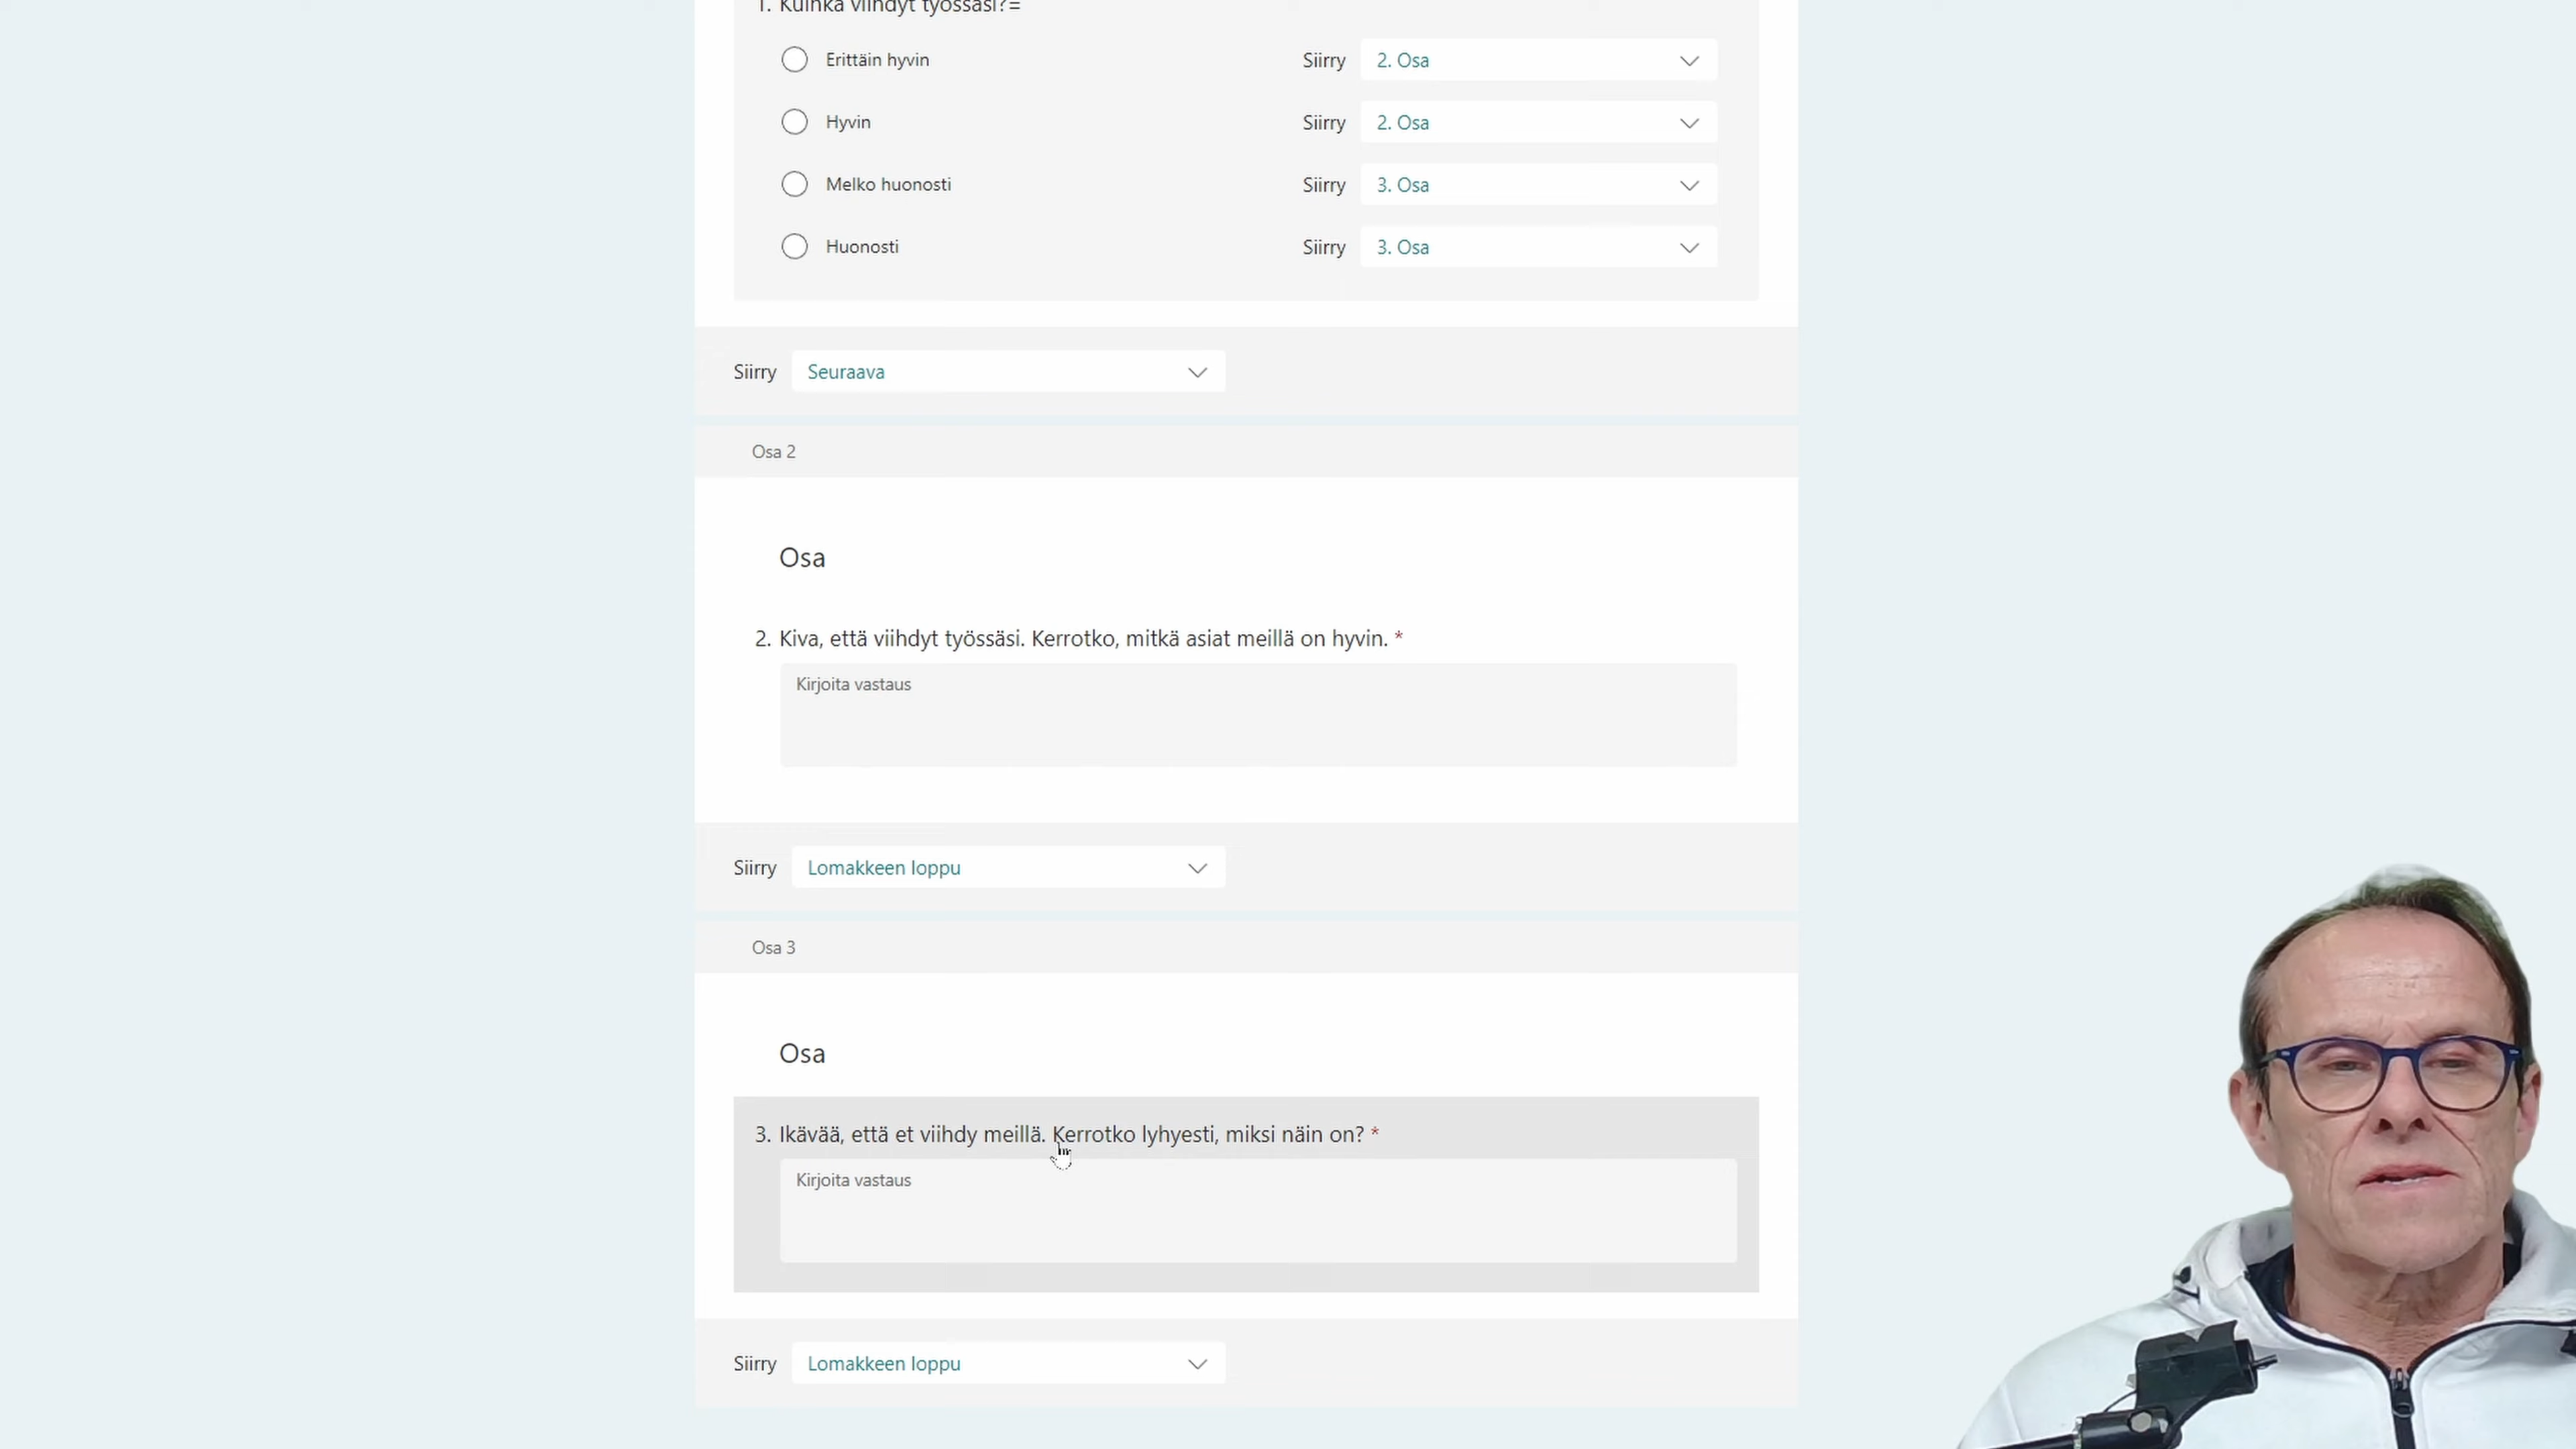 1. Kuinka viihdyt työssäsi?=
Erittäin hyvin Siirry 2. Osa
Hyvin Siirry 2. Osa
Melko huonosti Siirry 3. Osa
Huonosti Siirry 3. Osa
Siirry Seuraava
Osa 2
Osa
2. Kiva, että viihdyt työssäsi. Kerrotko, mitkä asiat meillä on hyvin. *
Kirjoita vastaus
Siirry Lomakkeen loppu
Osa 3
Osa
3. Ikävää, että et viihdy meillä. Kerrotko lyhyesti, miksi näin on? *
Kirjoita vastaus
Siirry Lomakkeen loppu